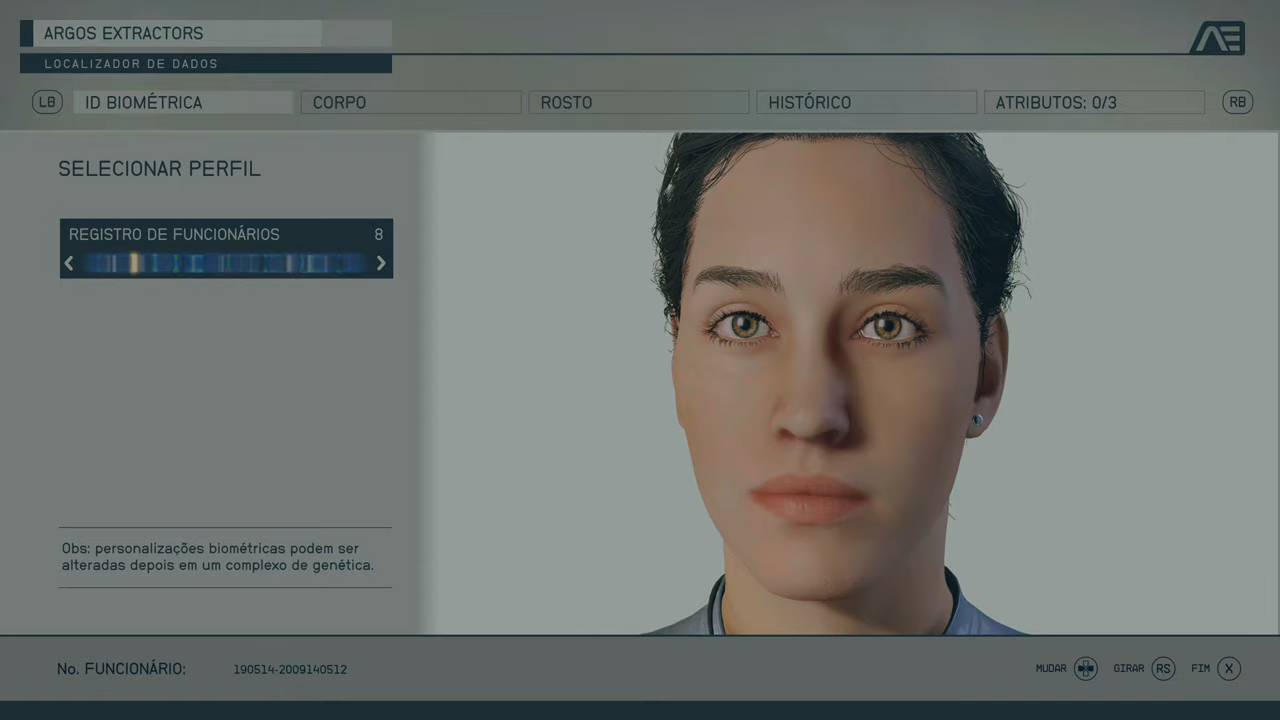 ARGOS EXTRACTORS
LOCALIZADOR DE DADOS
LB ID BIOMÉTRICA CORPO ROSTO HISTÓRICO ATRIBUTOS: 0/3 RB
SELECIONAR PERFIL
REGISTRO DE FUNCIONÁRIOS 8
Obs: personalizações biométricas podem ser
alteradas depois em um complexo de genética.
No. FUNCIONÁRIO: 190514-2009140512 MUDAR GIRAR RS FIM X